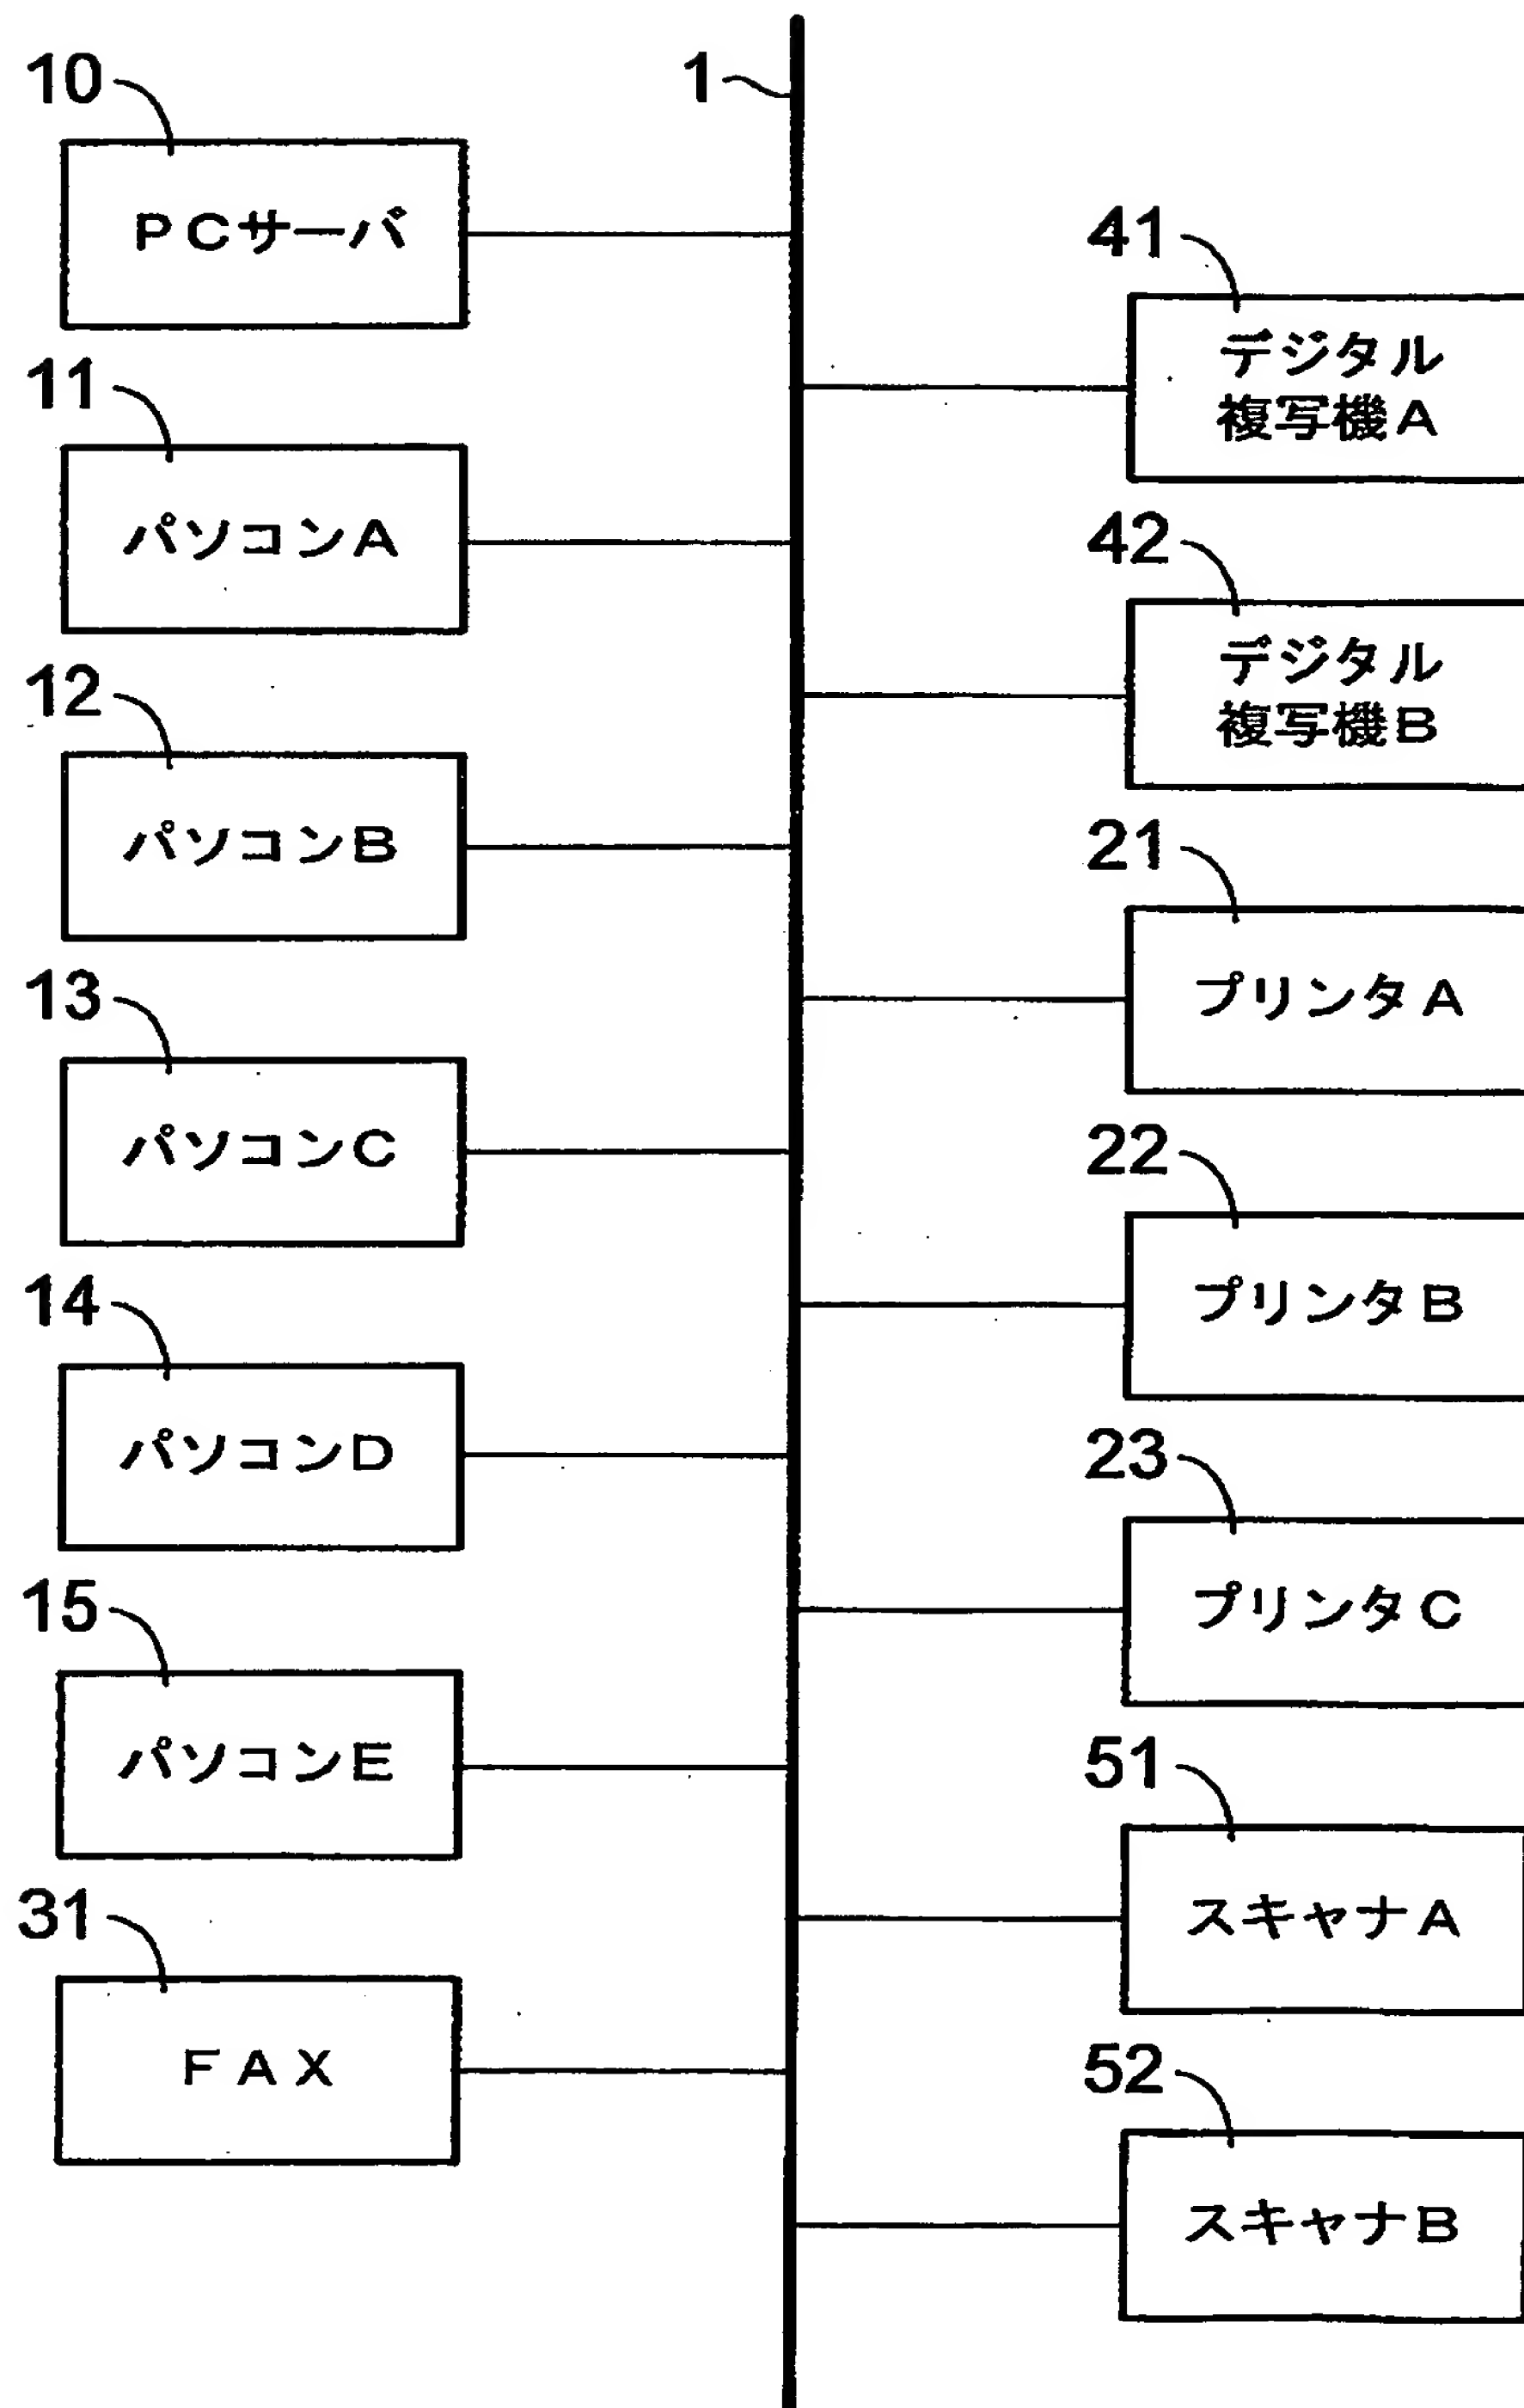 1
10
PCサーバ
11
パソコンA
12
パソコンB
13
パソコンC
14
パソコンD
15
パソコンE
31
FAX
41
デジタル
複写機A
42
デジタル
複写機B
21
プリンタA
22
プリンタB
23
プリンタC
51
スキャナA
52
スキャナB